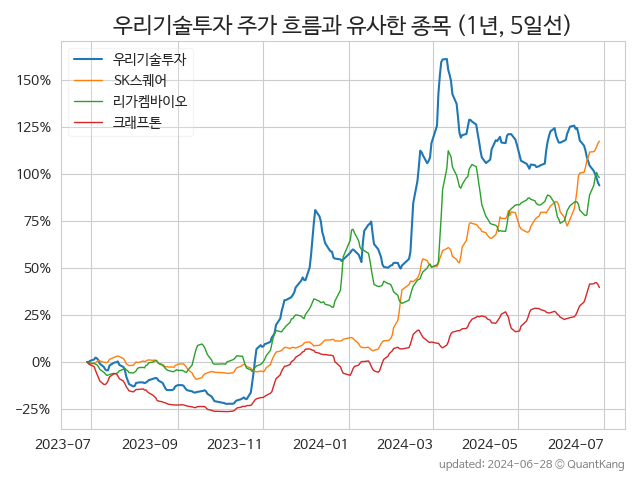 우리기술투자 주가 흐름과 유사한 종목 (1년, 5일선)
우리기술투자
SK스퀘어
리가켐바이오
크래프톤
150%
125%
100%
75%
50%
25%
0%
−25%
2023-07 2023-09 2023-11 2024-01 2024-03 2024-05 2024-07
updated: 2024-06-28 © QuantKang